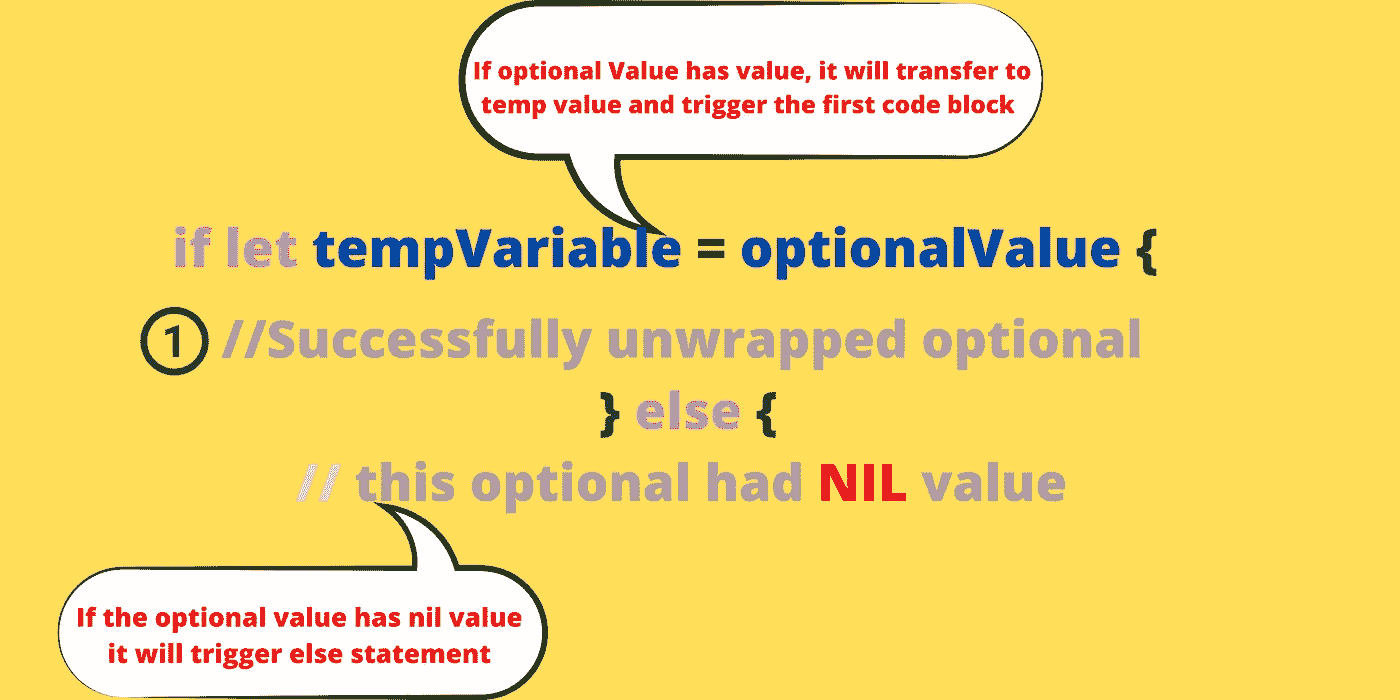 If optional Value has value, it will transfer to
temp value and trigger the first code block
if let tempVariable = optionalValue {
1 //Successfully unwrapped optional
} else {
// this optional had NIL value
If the optional value has nil value
it will trigger else statement